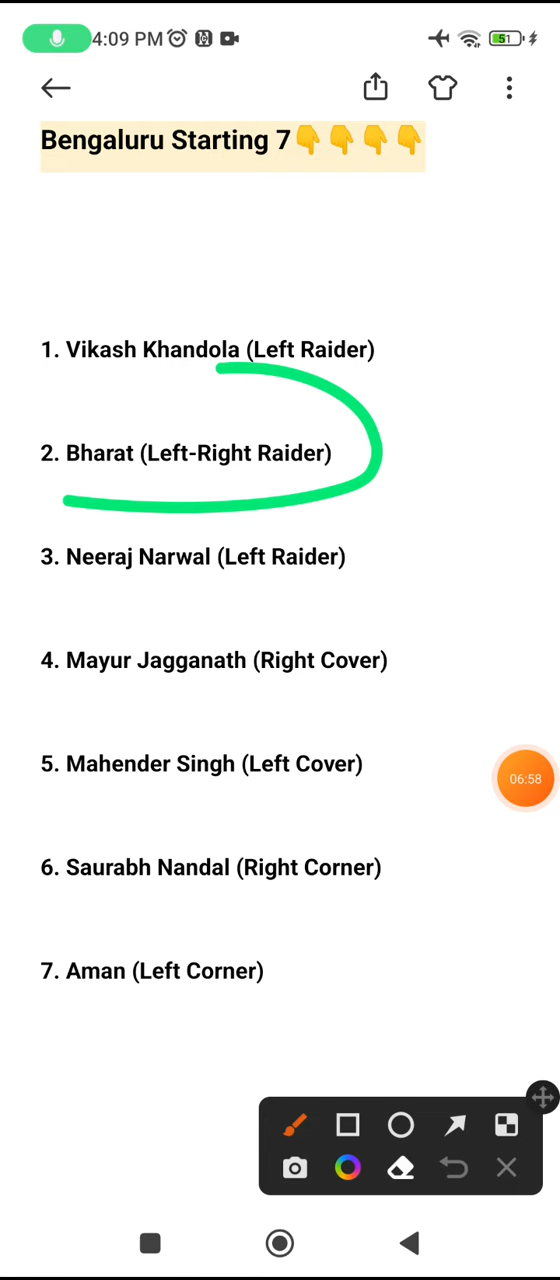 4:09 PM
51
Bengaluru Starting 7👇👇👇👇
1. Vikash Khandola (Left Raider)
2. Bharat (Left-Right Raider)
3. Neeraj Narwal (Left Raider)
4. Mayur Jagganath (Right Cover)
5. Mahender Singh (Left Cover)
06:58
6. Saurabh Nandal (Right Corner)
7. Aman (Left Corner)